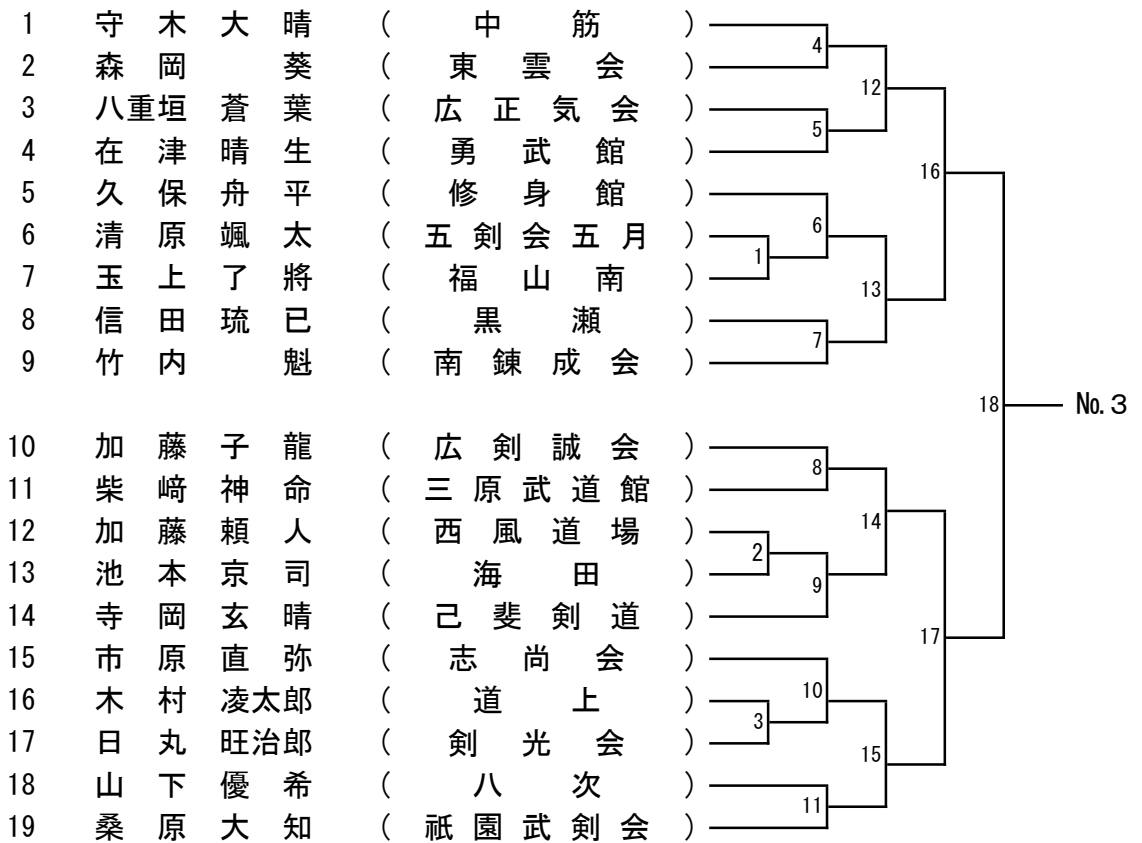 1 守木大晴 (中筋)
2 森岡葵 (東雲会)
3 八重垣蒼葉 (広正気会)
4 在津晴生 (勇武館)
5 久保舟平 (修身館)
6 清原颯太 (五剣会五月)
7 玉上了將 (福山南)
8 信田琉已 (黒瀬)
9 竹内魁 (南錬成会)
10 加藤子龍 (広剣誠会)
11 柴﨑神命 (三原武道館)
12 加藤頼人 (西風道場)
13 池本京司 (海田)
14 寺岡玄晴 (己斐剣道)
15 市原直弥 (志尚会)
16 木村凌太郎 (道上)
17 日丸旺治郎 (剣光会)
18 山下優希 (八次)
19 桑原大知 (祇園武剣会)
4
12
5
16
6
1
13
7
18
№3
8
14
2
9
17
10
3
15
11